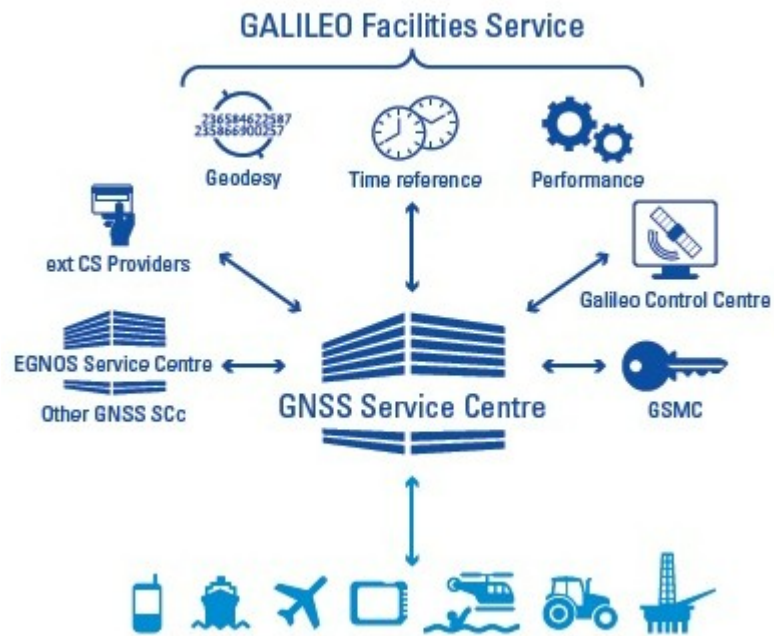 GALILEO Facilities Service
236584622587
235866900257
Geodesy
Time reference
Performance
ext CS Providers
Galileo Control Centre
EGNOS Service Centre
Other GNSS SCc
GNSS Service Centre
GSMC